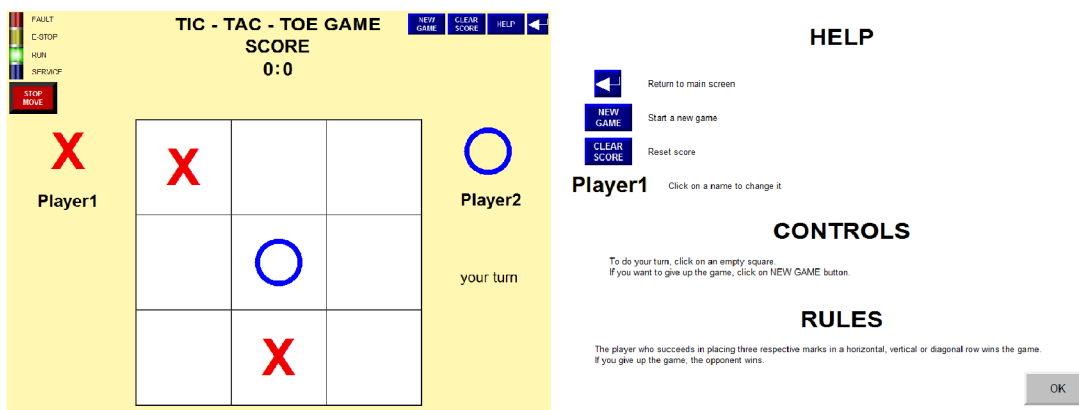 FAULT
E-STOP
RUN
SERVICE
STOP
MOVE
TIC - TAC - TOE GAME
SCORE
0:0
NEW
GAME
CLEAR
SCORE
HELP
X
Player1
Player2
your turn
X
X
HELP
Return to main screen
NEW
GAME
Start a new game
CLEAR
SCORE
Reset score
Player1
Click on a name to change it
CONTROLS
To do your turn, click on an empty square.
If you want to give up the game, click on NEW GAME button.
RULES
The player who succeeds in placing three respective marks in a horizontal, vertical or diagonal row wins the game.
If you give up the game, the opponent wins.
OK